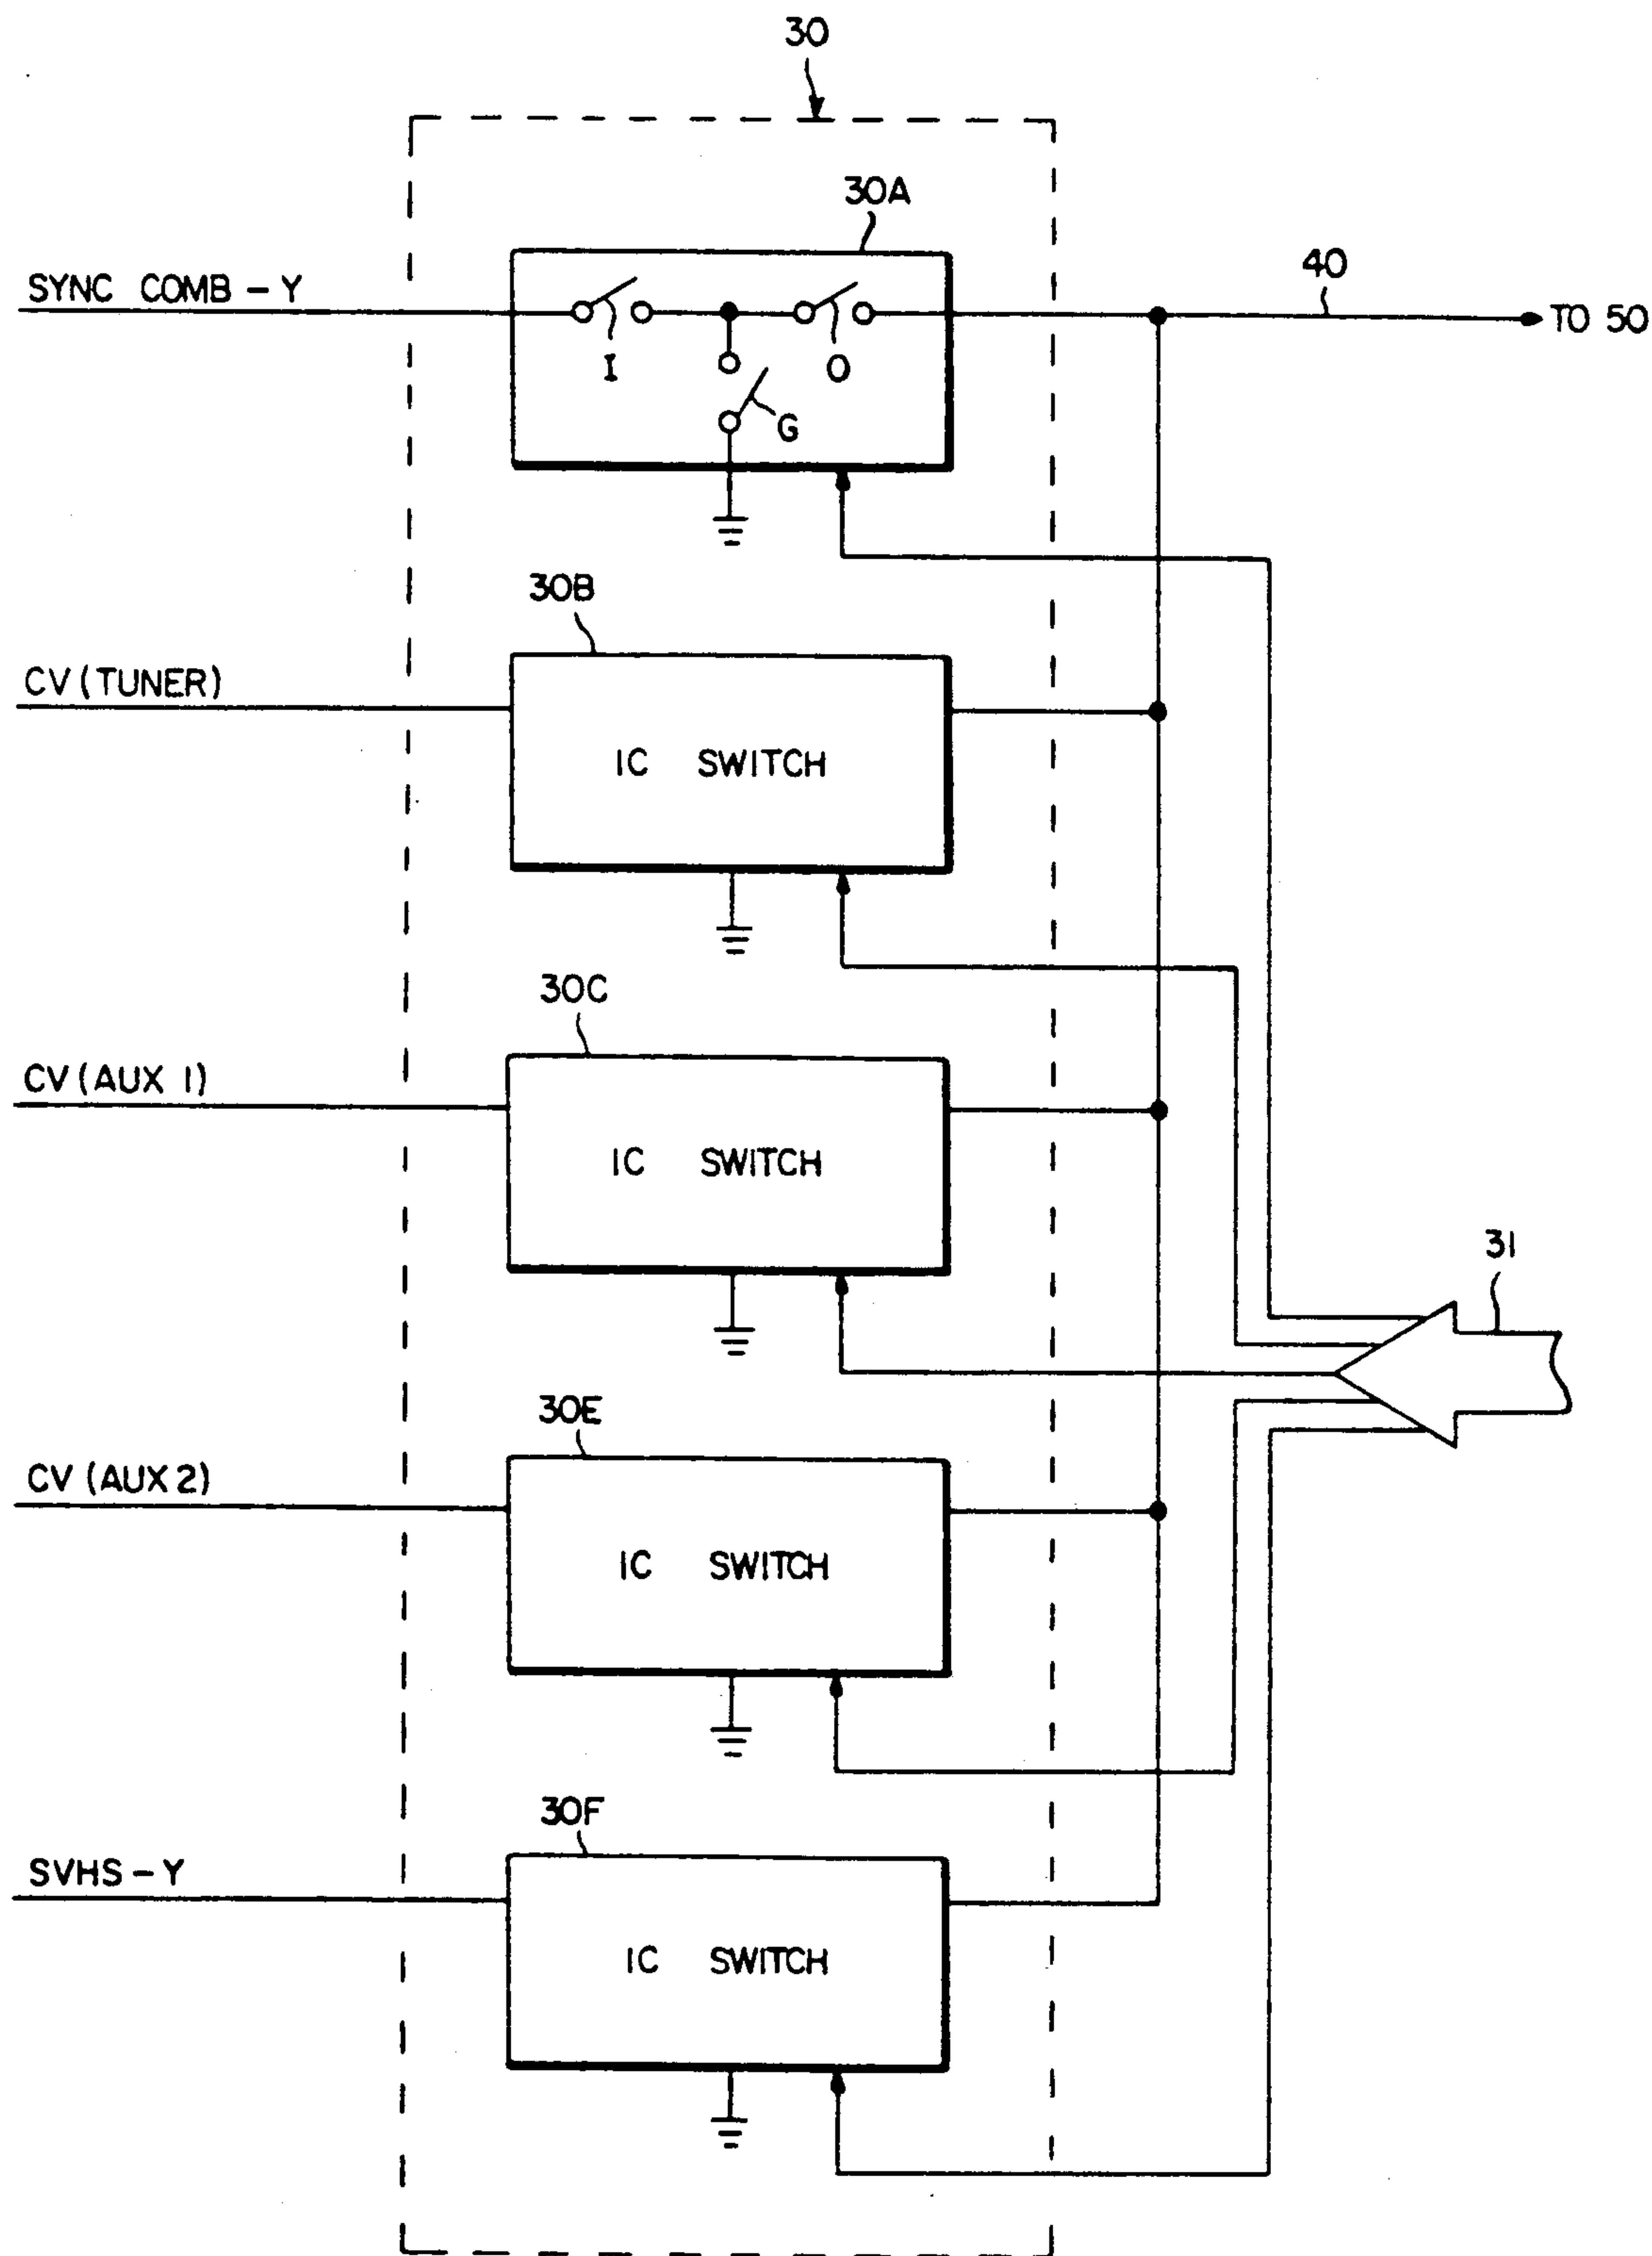 30
30A
SYNC COMB - Y
I
O
G
40
TO 50
30B
CV (TUNER)
IC SWITCH
30C
CV (AUX 1)
IC SWITCH
31
30E
CV (AUX 2)
IC SWITCH
30F
SVHS - Y
IC SWITCH